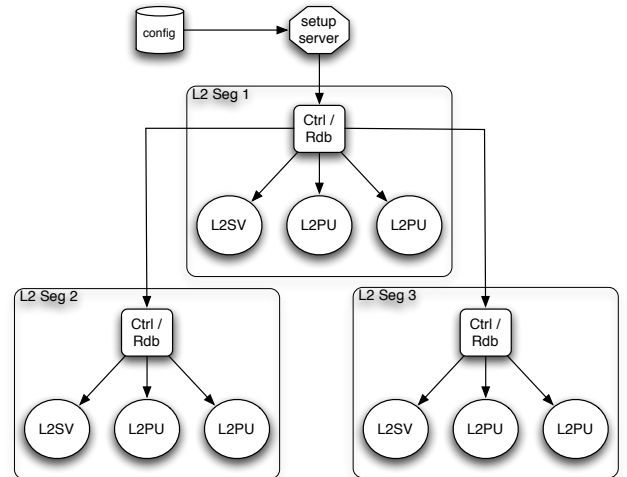 config
setup
server
L2 Seg 1
Ctrl /
Rdb
L2SV
L2PU
L2PU
L2 Seg 2
Ctrl /
Rdb
L2SV
L2PU
L2PU
L2 Seg 3
Ctrl /
Rdb
L2SV
L2PU
L2PU